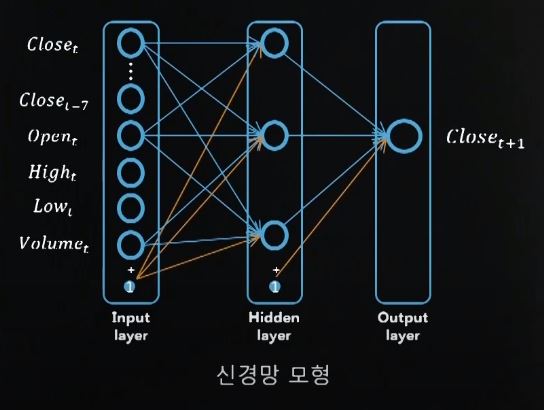 Close_t
⋮
Close_{t-7}
Open_t
High_t
Low_t
Volume_t
+
1
+
1
Close_{t+1}
Input layer
Hidden layer
Output layer
신경망 모형